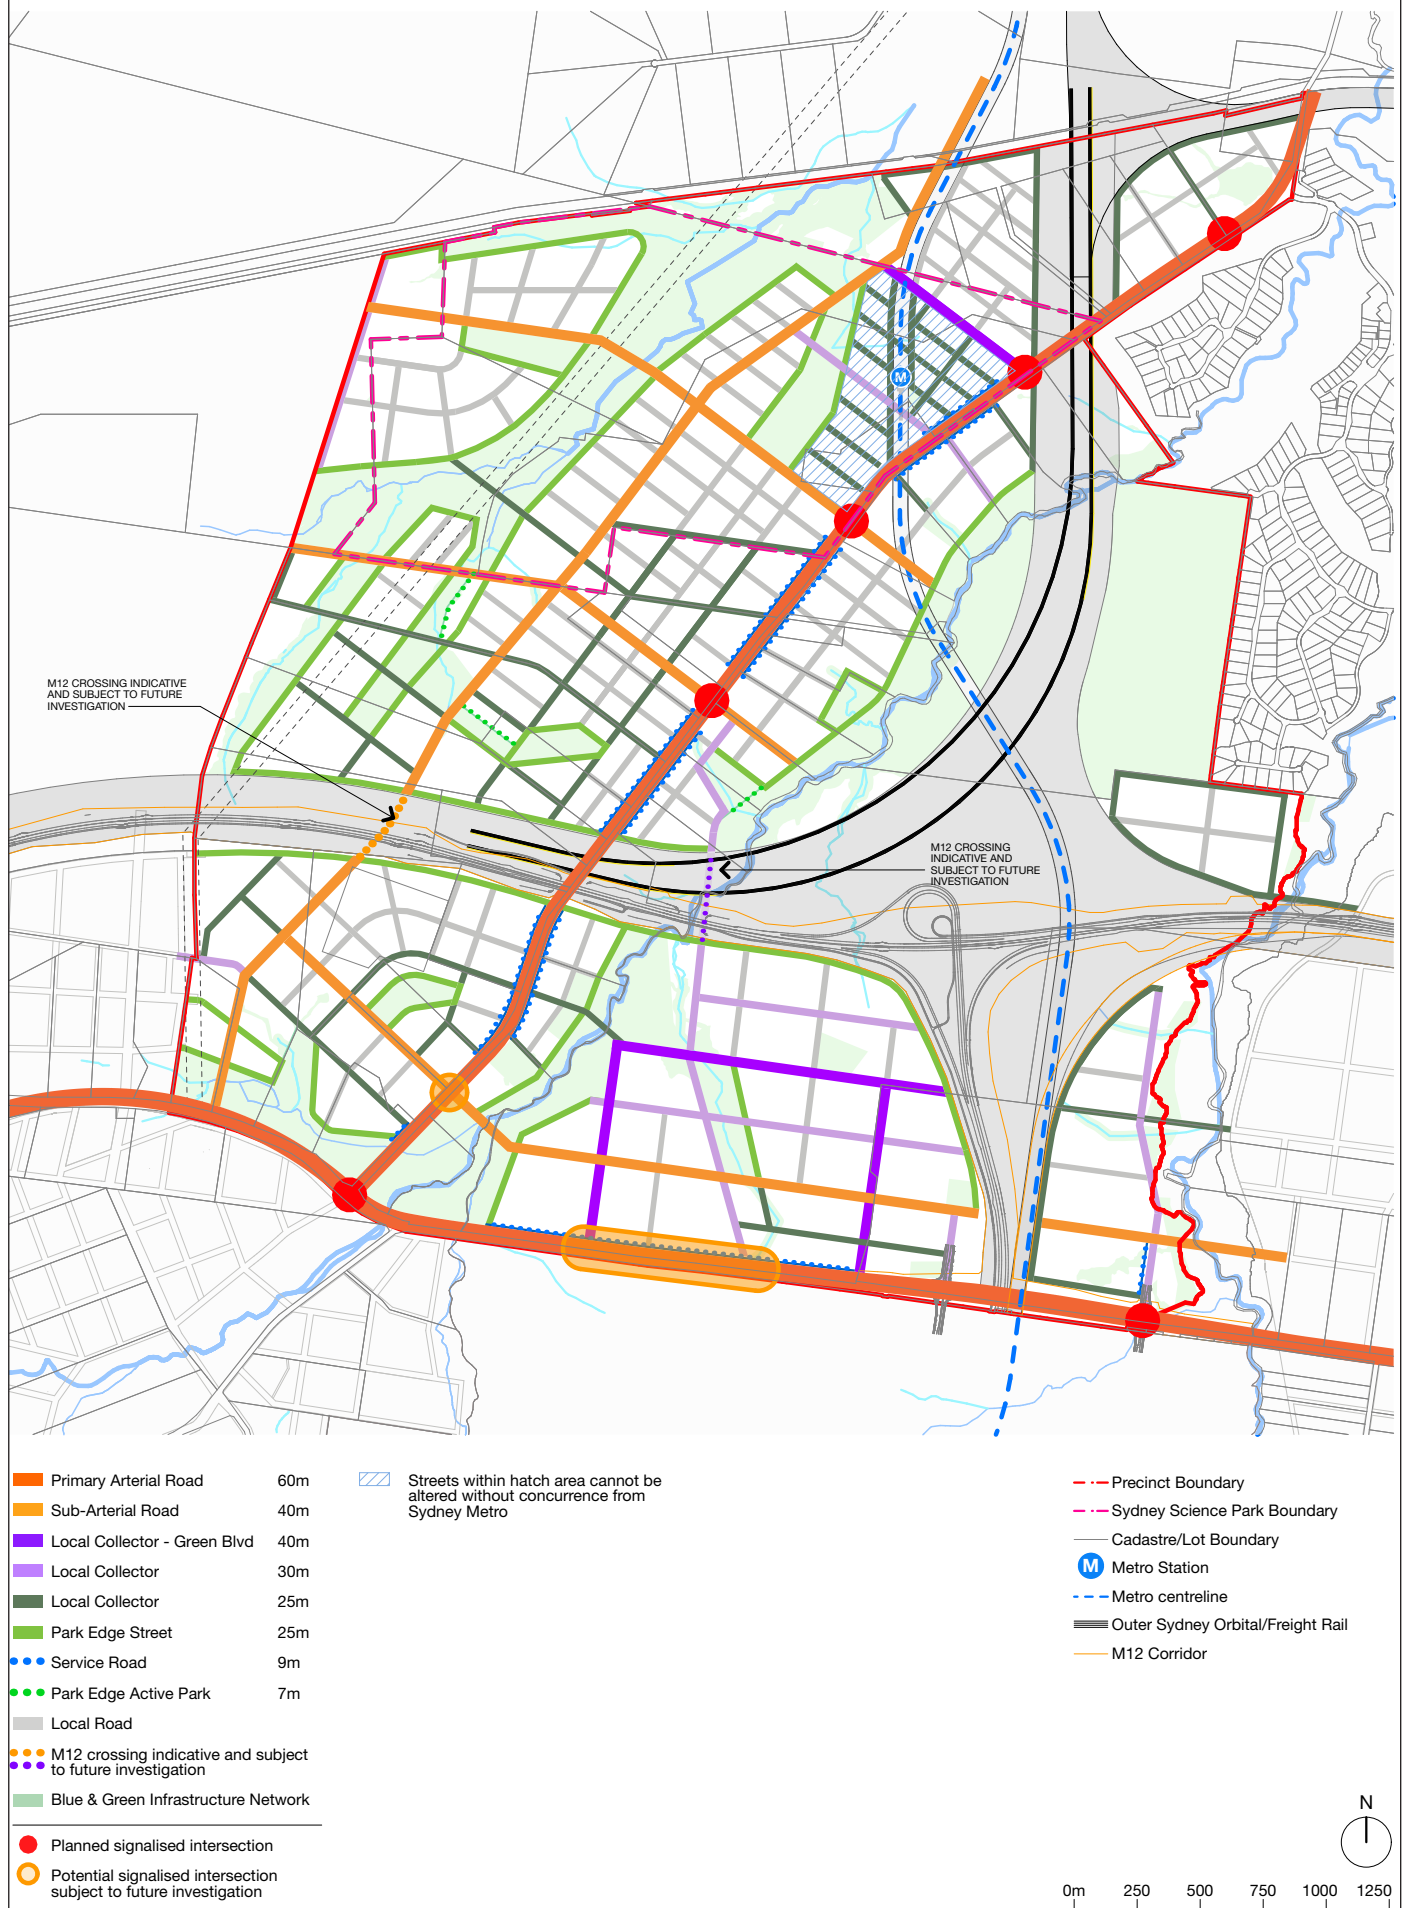 M12 CROSSING INDICATIVE
AND SUBJECT TO FUTURE
INVESTIGATION
M
M12 CROSSING
INDICATIVE AND
SUBJECT TO FUTURE
INVESTIGATION
Primary Arterial Road 60m
Sub-Arterial Road 40m
Local Collector - Green Blvd 40m
Local Collector 30m
Local Collector 25m
Park Edge Street 25m
Service Road 9m
Park Edge Active Park 7m
Local Road
M12 crossing indicative and subject
to future investigation
Blue & Green Infrastructure Network
Planned signalised intersection
Potential signalised intersection
subject to future investigation
Streets within hatch area cannot be
altered without concurrence from
Sydney Metro
Precinct Boundary
Sydney Science Park Boundary
Cadastre/Lot Boundary
M Metro Station
Metro centreline
Outer Sydney Orbital/Freight Rail
M12 Corridor
N
0m 250 500 750 1000 1250